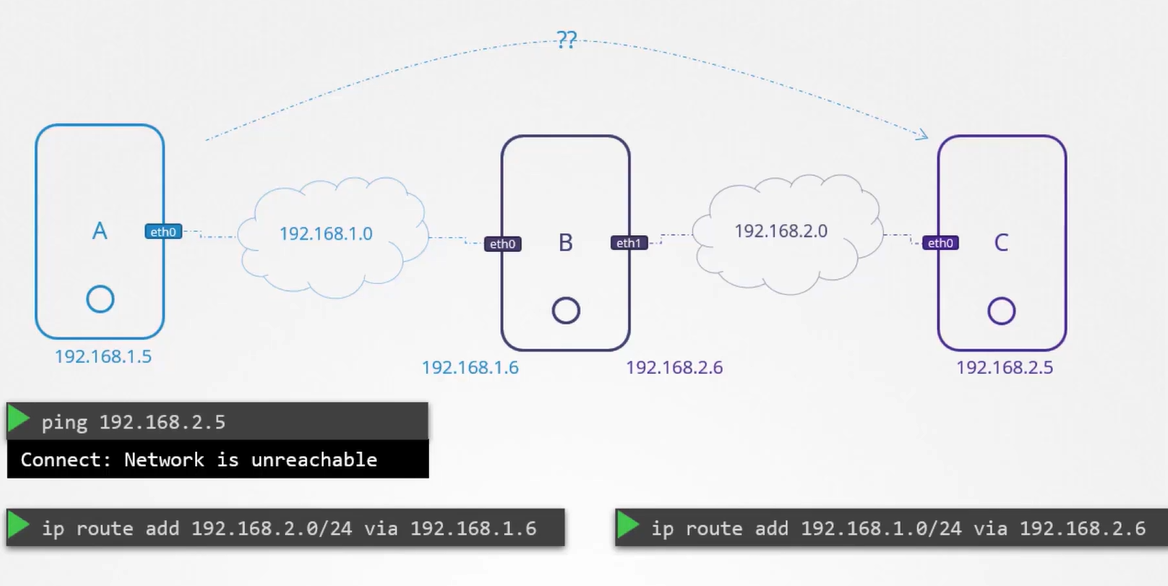 ??
A
eth0
192.168.1.0
eth0
B
eth1
192.168.2.0
eth0
C
192.168.1.5
192.168.1.6
192.168.2.6
192.168.2.5
ping 192.168.2.5
Connect: Network is unreachable
ip route add 192.168.2.0/24 via 192.168.1.6
ip route add 192.168.1.0/24 via 192.168.2.6